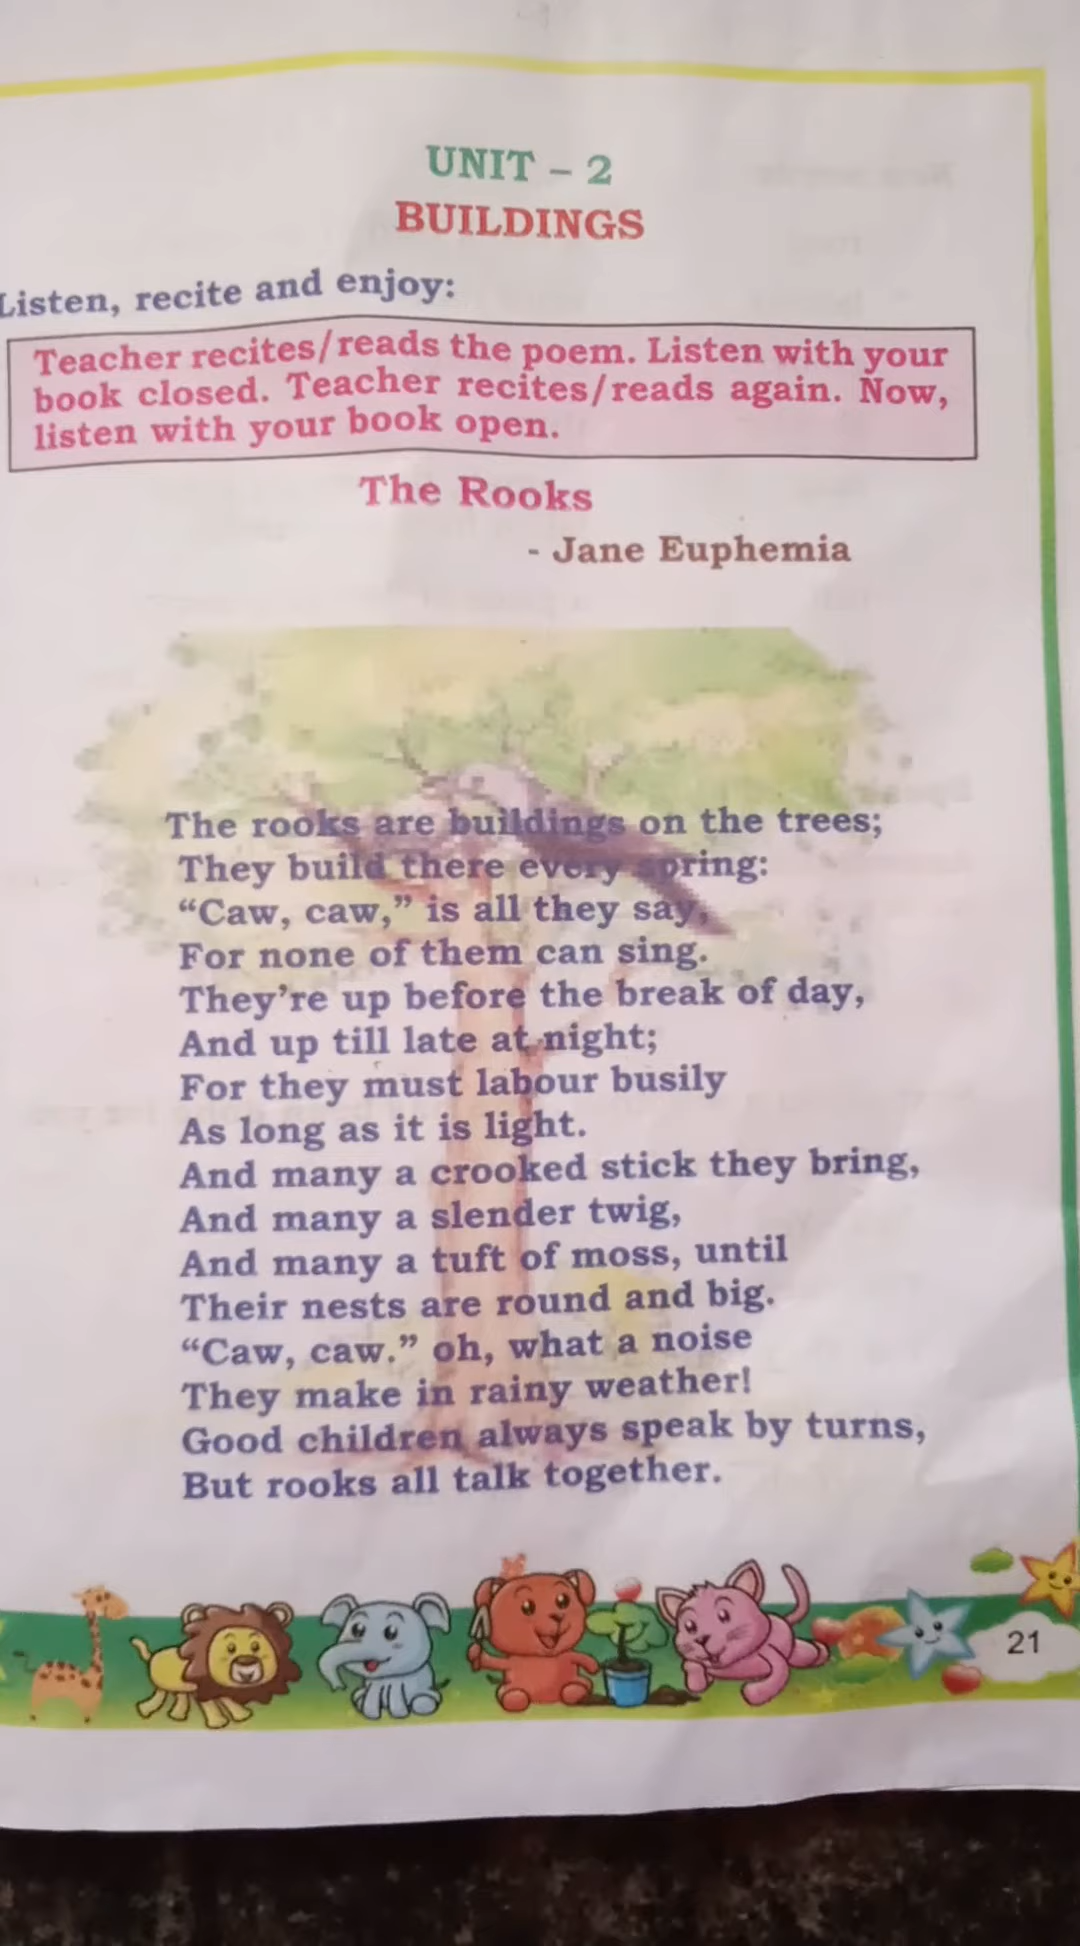 UNIT – 2
BUILDINGS
Listen, recite and enjoy:
Teacher recites/reads the poem. Listen with your
book closed. Teacher recites/reads again. Now,
listen with your book open.
The Rooks
- Jane Euphemia
The rooks are buildings on the trees;
They build there every spring:
“Caw, caw,” is all they say,
For none of them can sing.
They’re up before the break of day,
And up till late at night;
For they must labour busily
As long as it is light.
And many a crooked stick they bring,
And many a slender twig,
And many a tuft of moss, until
Their nests are round and big.
“Caw, caw.” oh, what a noise
They make in rainy weather!
Good children always speak by turns,
But rooks all talk together.
21